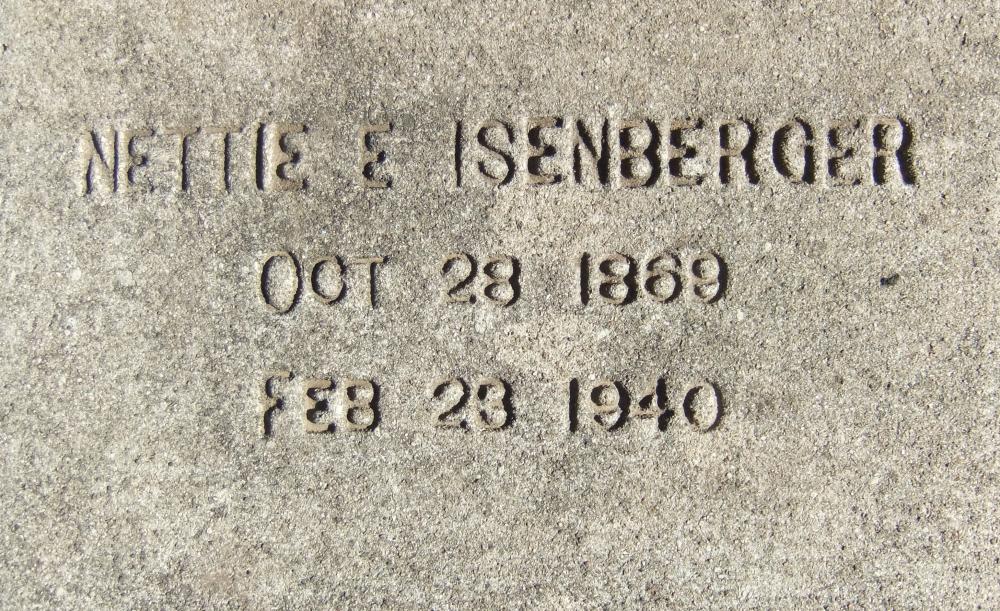 NETTIE E ISENBERGER
OCT 28 1869
FEB 23 1940